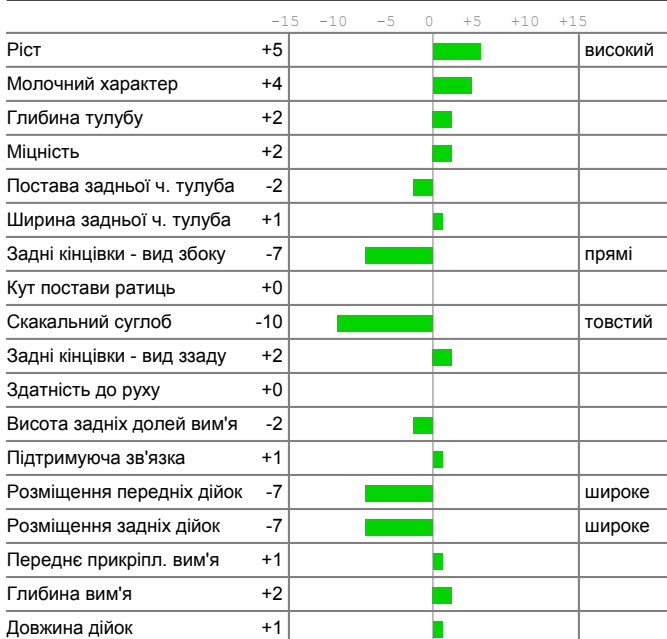 -15 -10 -5 0 +5 +10 +15
Ріст +5 високий
Молочний характер +4
Глибина тулубу +2
Міцність +2
Постава задньої ч. тулуба -2
Ширина задньої ч. тулуба +1
Задні кінцівки - вид збоку -7 прямі
Кут постави ратиць +0
Скакальний суглоб -10 товстий
Задні кінцівки - вид ззаду +2
Здатність до руху +0
Висота задніх долей вим'я -2
Підтримуюча зв'язка +1
Розміщення передніх дійок -7 широке
Розміщення задніх дійок -7 широке
Переднє прикріпл. вим'я +1
Глибина вим'я +2
Довжина дійок +1